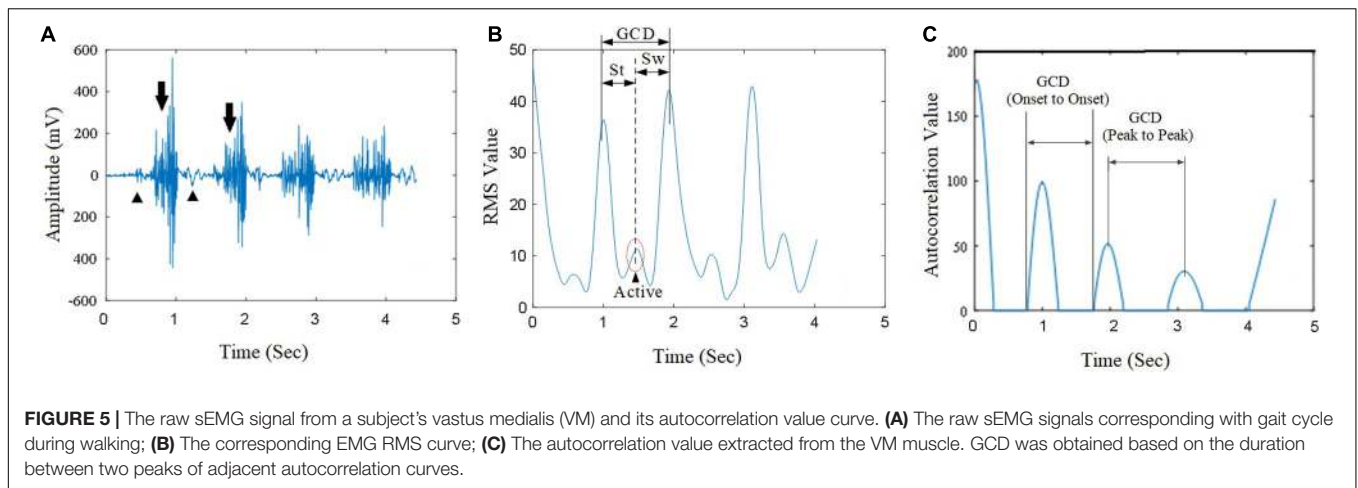 A
600
400
200
0
-200
-400
-600
Amplitude (mV)
0 1 2 3 4 5
Time (Sec)
B
GCD
St Sw
50
40
30
20
10
0
RMS Value
Active
0 1 2 3 4 5
Time (Sec)
C
200
150
100
50
0
Autocorrelation Value
GCD
(Onset to Onset)
GCD
(Peak to Peak)
0 1 2 3 4 5
Time (Sec)
FIGURE 5 | The raw sEMG signal from a subject's vastus medialis (VM) and its autocorrelation value curve. (A) The raw sEMG signals corresponding with gait cycle
during walking; (B) The corresponding EMG RMS curve; (C) The autocorrelation value extracted from the VM muscle. GCD was obtained based on the duration
between two peaks of adjacent autocorrelation curves.